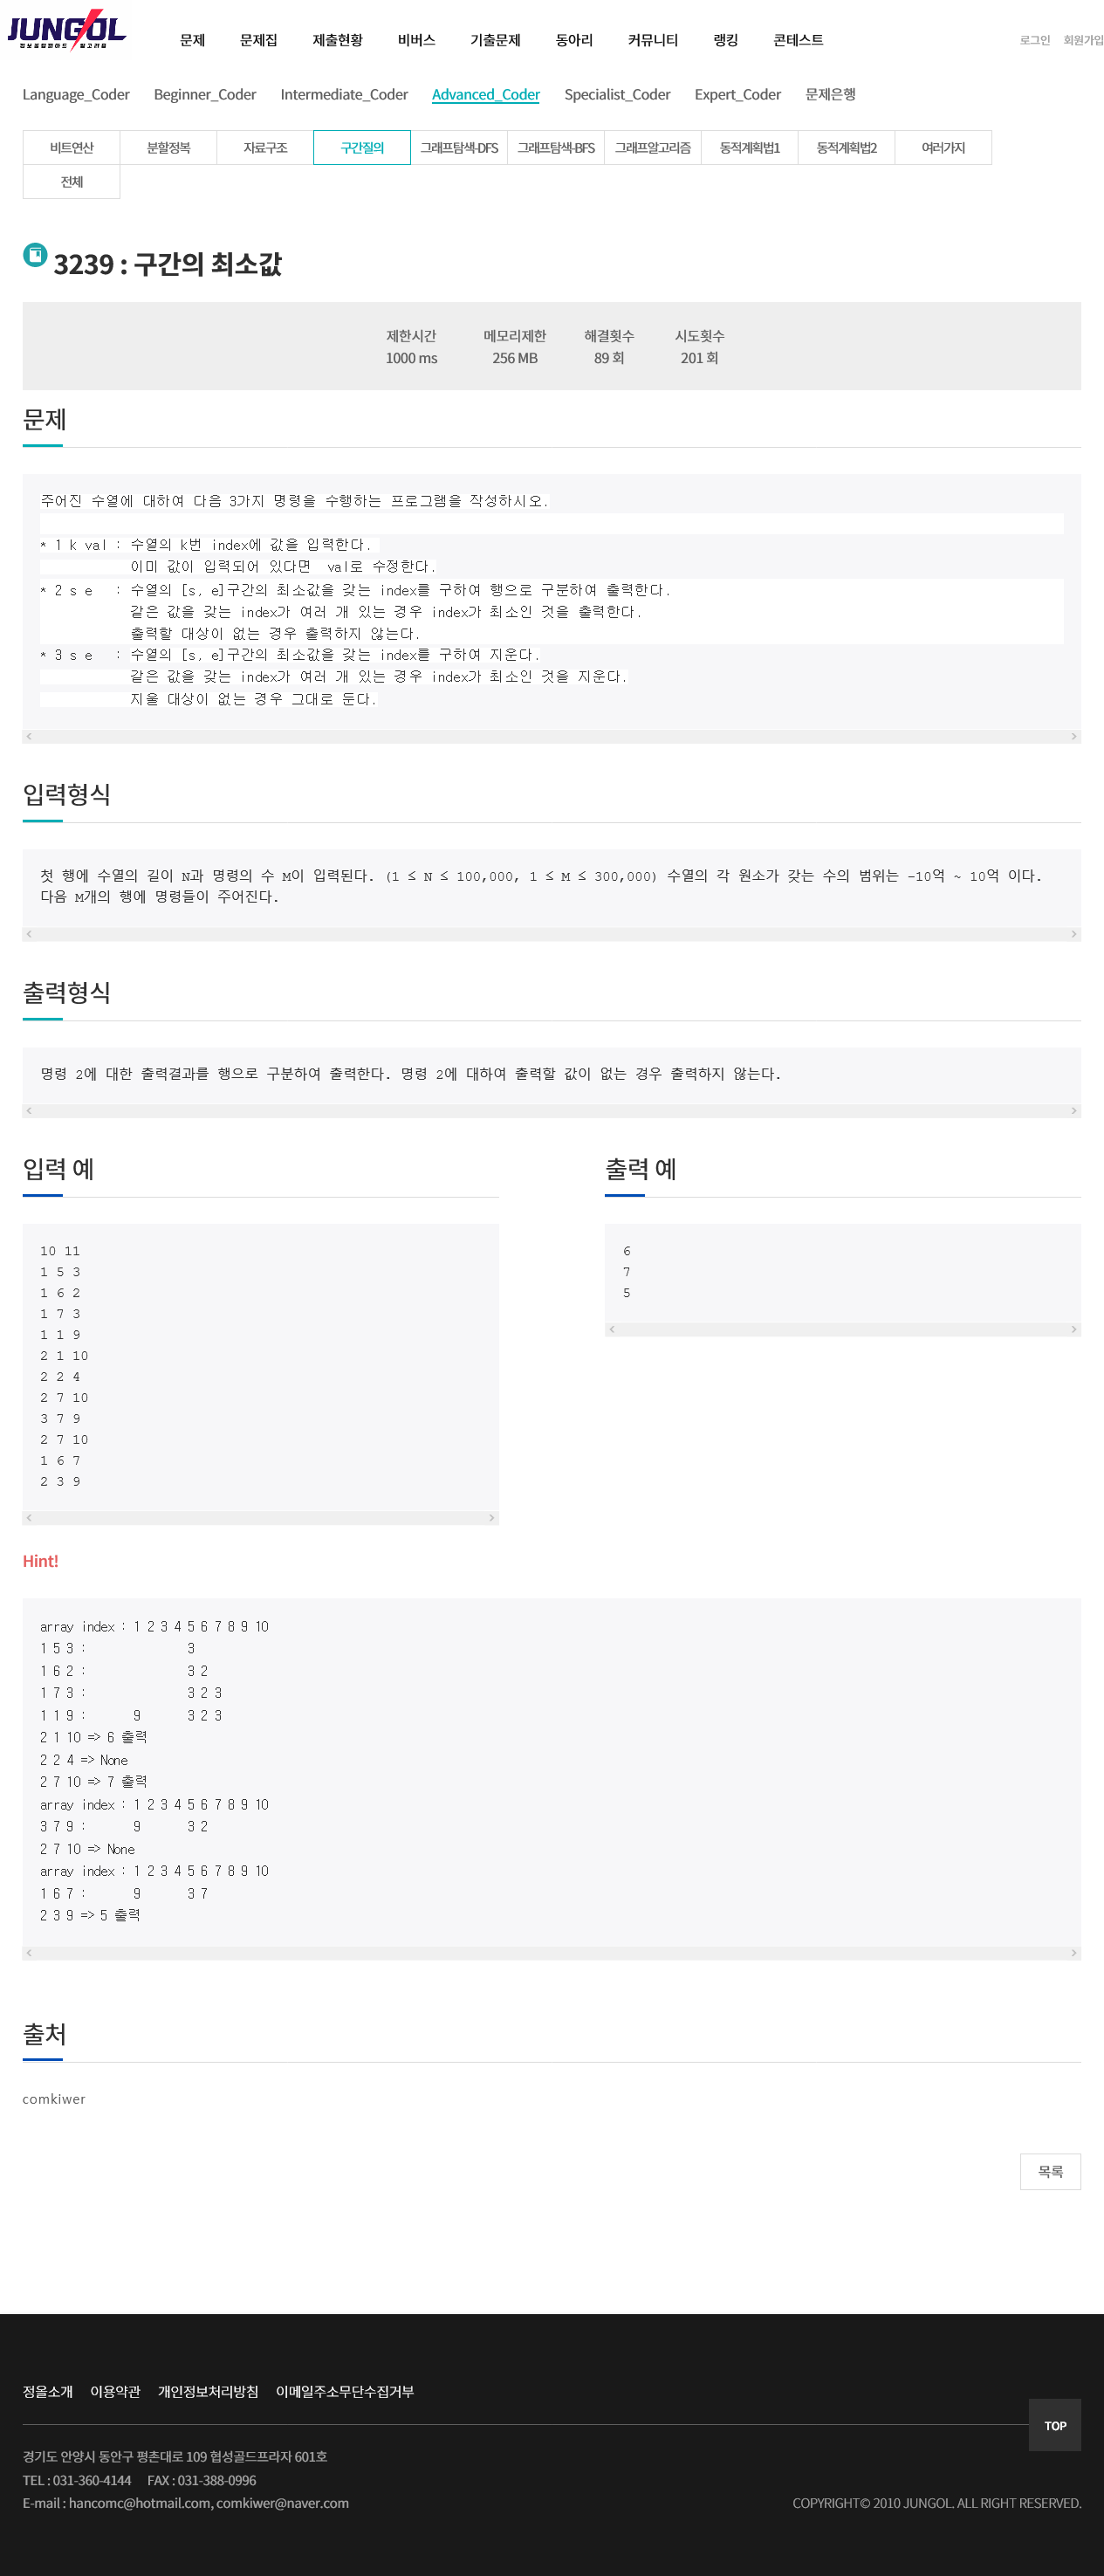 JUNGOL
정보올림피아드 알고리즘
문제 문제집 제출현황 비버스 기출문제 동아리 커뮤니티 랭킹 콘테스트 로그인 회원가입
Language_Coder Beginner_Coder Intermediate_Coder Advanced_Coder Specialist_Coder Expert_Coder 문제은행
비트연산 분할정복 자료구조 구간질의 그래프탐색-DFS 그래프탐색-BFS 그래프알고리즘 동적계획법1 동적계획법2 여러가지
전체
3239 : 구간의 최소값
제한시간 메모리제한 해결횟수 시도횟수
1000 ms 256 MB 89 회 201 회
문제
주어진 수열에 대하여 다음 3가지 명령을 수행하는 프로그램을 작성하시오.
* 1 k val : 수열의 k번 index에 값을 입력한다.
이미 값이 입력되어 있다면 val로 수정한다.
* 2 s e : 수열의 [s, e]구간의 최소값을 갖는 index를 구하여 행으로 구분하여 출력한다.
같은 값을 갖는 index가 여러 개 있는 경우 index가 최소인 것을 출력한다.
출력할 대상이 없는 경우 출력하지 않는다.
* 3 s e : 수열의 [s, e]구간의 최소값을 갖는 index를 구하여 지운다.
같은 값을 갖는 index가 여러 개 있는 경우 index가 최소인 것을 지운다.
지울 대상이 없는 경우 그대로 둔다.
입력형식
첫 행에 수열의 길이 N과 명령의 수 M이 입력된다. (1 ≤ N ≤ 100,000, 1 ≤ M ≤ 300,000) 수열의 각 원소가 갖는 수의 범위는 -10억 ~ 10억 이다.
다음 M개의 행에 명령들이 주어진다.
출력형식
명령 2에 대한 출력결과를 행으로 구분하여 출력한다. 명령 2에 대하여 출력할 값이 없는 경우 출력하지 않는다.
입력 예
10 11
1 5 3
1 6 2
1 7 3
1 1 9
2 1 10
2 2 4
2 7 10
3 7 9
2 7 10
1 6 7
2 3 9
출력 예
6
7
5
Hint!
array index : 1 2 3 4 5 6 7 8 9 10
1 5 3 : 3
1 6 2 : 3 2
1 7 3 : 3 2 3
1 1 9 : 9 3 2 3
2 1 10 => 6 출력
2 2 4 => None
2 7 10 => 7 출력
array index : 1 2 3 4 5 6 7 8 9 10
3 7 9 : 9 3 2
2 7 10 => None
array index : 1 2 3 4 5 6 7 8 9 10
1 6 7 : 9 3 7
2 3 9 => 5 출력
출처
comkiwer
목록
정올소개 이용약관 개인정보처리방침 이메일주소무단수집거부
TOP
경기도 안양시 동안구 평촌대로 109 협성골드프라자 601호
TEL : 031-360-4144 FAX : 031-388-0996
E-mail : hancomc@hotmail.com, comkiwer@naver.com
COPYRIGHT© 2010 JUNGOL. ALL RIGHT RESERVED.